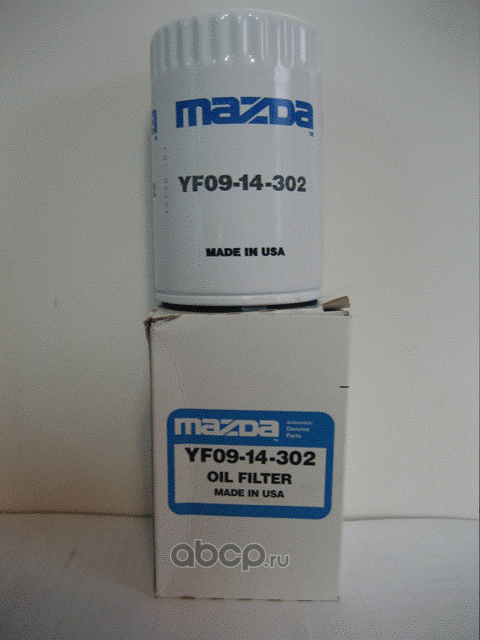 mazda
YF09-14-302
MADE IN USA
mazda
Automobile
Genuine
Parts
YF09-14-302
OIL FILTER
MADE IN USA
abcp.ru